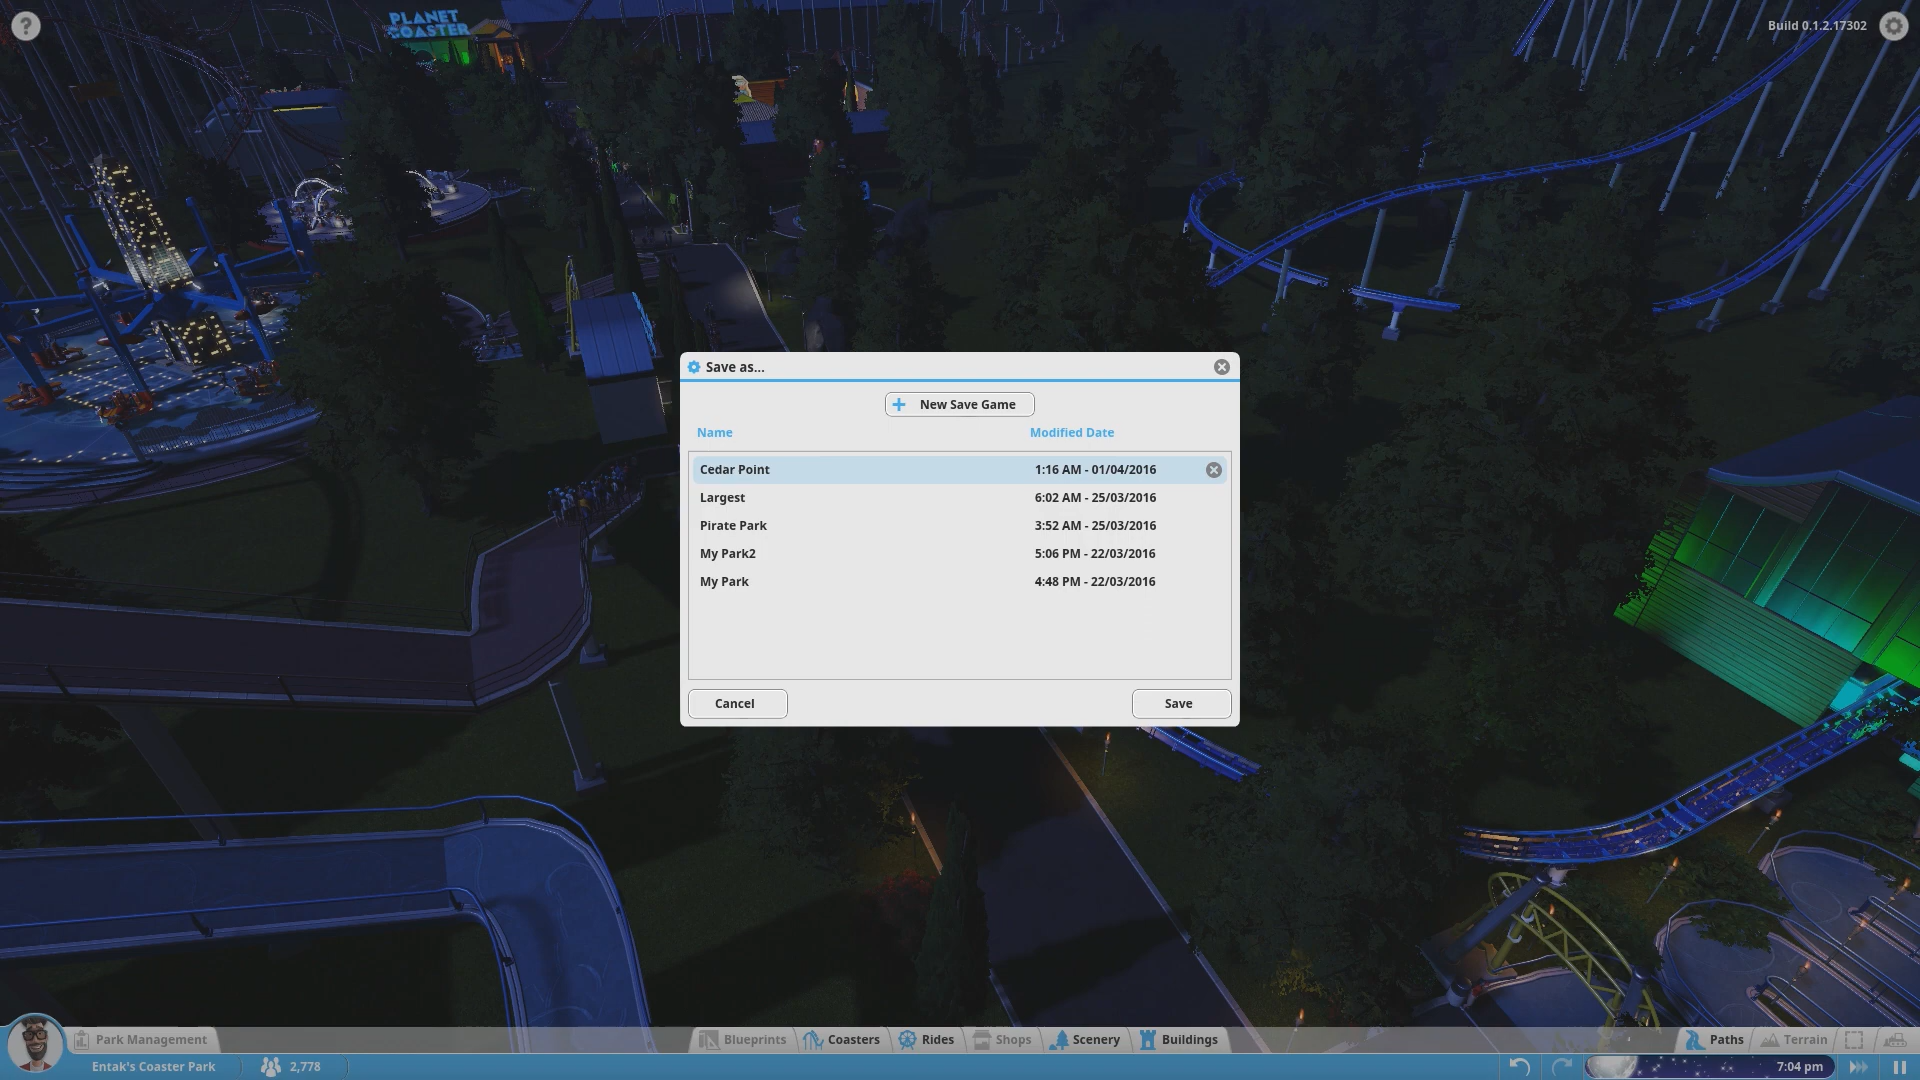 PLANET
COASTER
?
Build 0.1.2.17302
Save as...
New Save Game
Name Modified Date
Cedar Point 1:16 AM - 01/04/2016
Largest 6:02 AM - 25/03/2016
Pirate Park 3:52 AM - 25/03/2016
My Park2 5:06 PM - 22/03/2016
My Park 4:48 PM - 22/03/2016
Cancel Save
Park Management Blueprints Coasters Rides Shops Scenery Buildings Paths Terrain
Entak's Coaster Park 2,778 7:04 pm